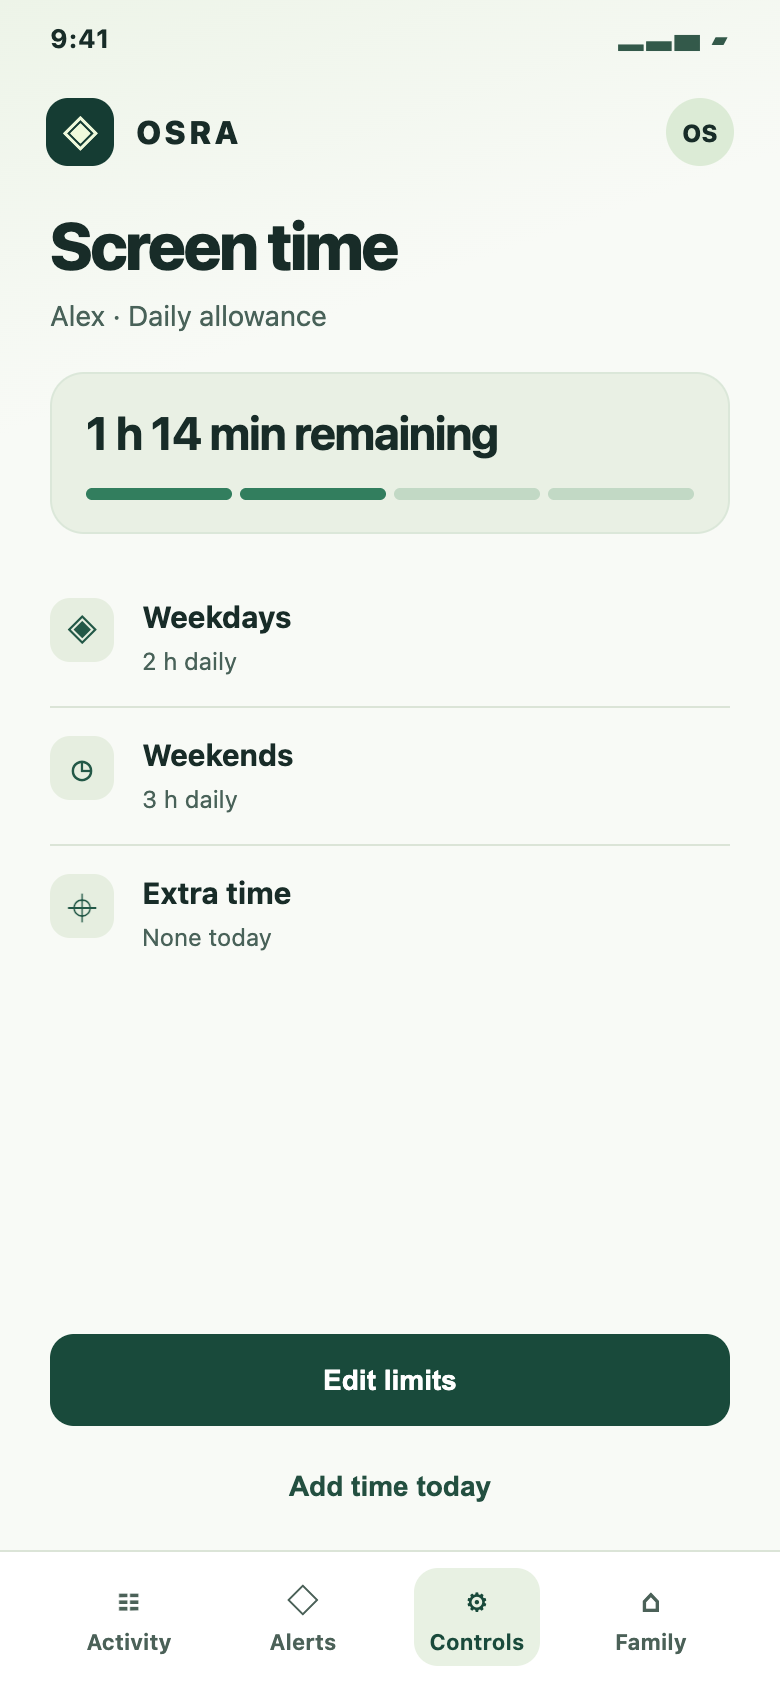 9:41
OSRA
OS
Screen time
Alex · Daily allowance
1 h 14 min remaining
Weekdays
2 h daily
Weekends
3 h daily
Extra time
None today
Edit limits
Add time today
Activity
Alerts
Controls
Family